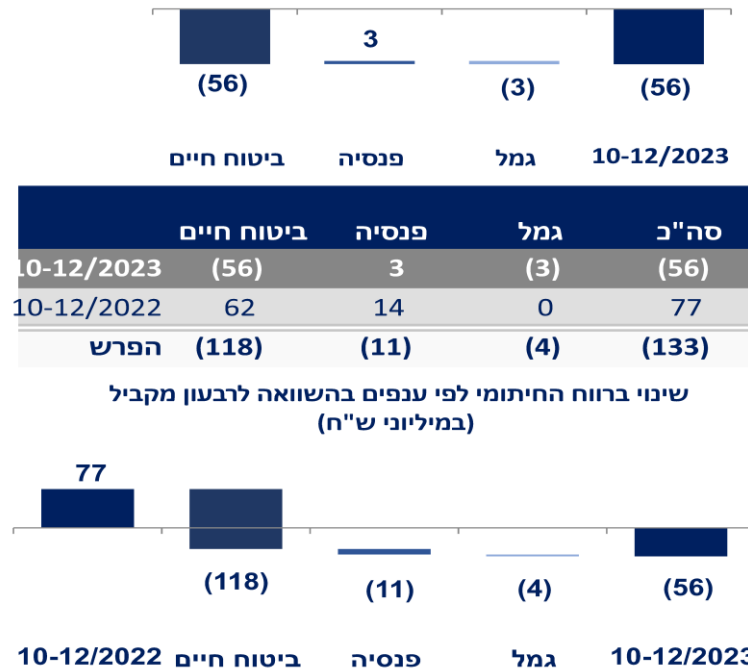 3
(56) (3) (56)
ביטוח חיים פנסיה גמל 10-12/2023
ביטוח חיים פנסיה גמל סה"כ
10-12/2023 (56) 3 (3) (56)
10-12/2022 62 14 0 77
הפרש (118) (11) (4) (133)
שינוי ברווח החיתומי לפי ענפים בהשוואה לרבעון מקביל
(במיליוני ש"ח)
77
(118) (11) (4) (56)
10-12/2022 ביטוח חיים פנסיה גמל 10-12/2023